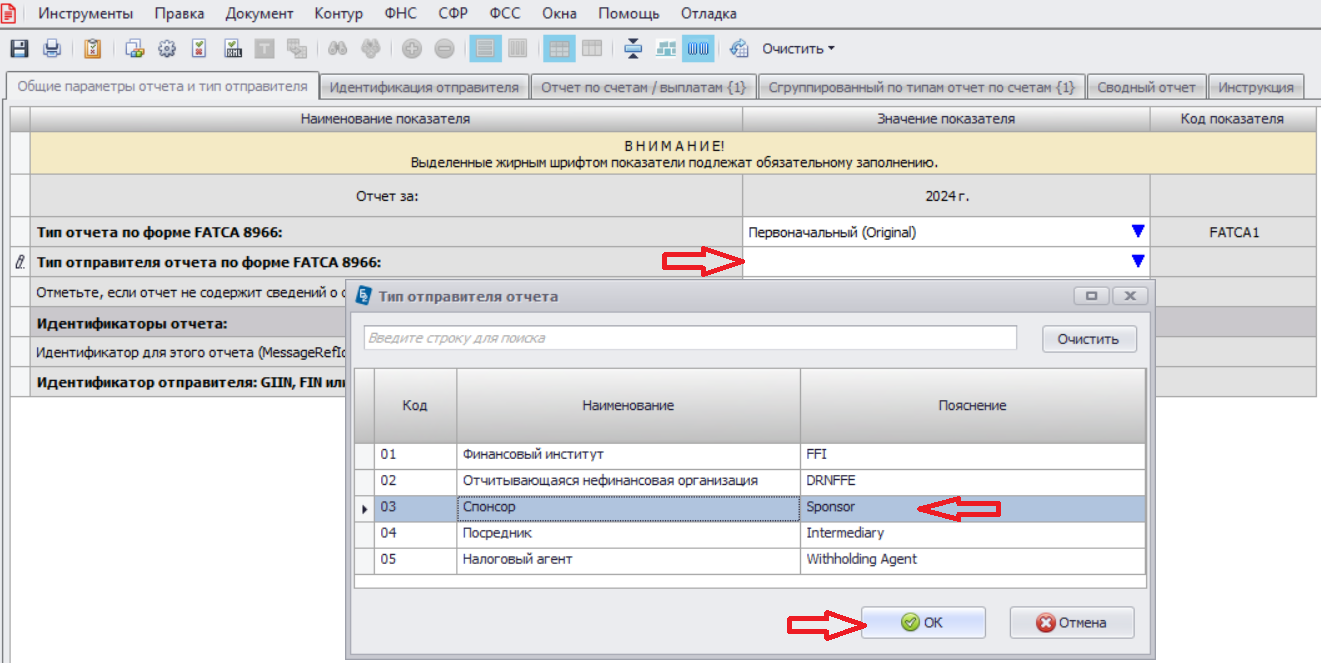 Инструменты Правка Документ Контур ФНС СФР ФСС Окна Помощь Отладка
Очистить
Общие параметры отчета и тип отправителя Идентификация отправителя Отчет по счетам / выплатам {1} Сгруппированный по типам отчет по счетам {1} Сводный отчет Инструкция
Наименование показателя Значение показателя Код показателя
В Н И М А Н И Е!
Выделенные жирным шрифтом показатели подлежат обязательному заполнению.
Отчет за: 2024 г.
Тип отчета по форме FATCA 8966: Первоначальный (Original) FATCA1
Тип отправителя отчета по форме FATCA 8966:
Отметьте, если отчет не содержит сведений о с
Идентификаторы отчета:
Идентификатор для этого отчета (MessageRefId
Идентификатор отправителя: GIIN, FIN или
Тип отправителя отчета
Введите строку для поиска Очистить
Код Наименование Пояснение
01 Финансовый институт FFI
02 Отчитывающаяся нефинансовая организация DRNFFE
03 Спонсор Sponsor
04 Посредник Intermediary
05 Налоговый агент Withholding Agent
OK Отмена